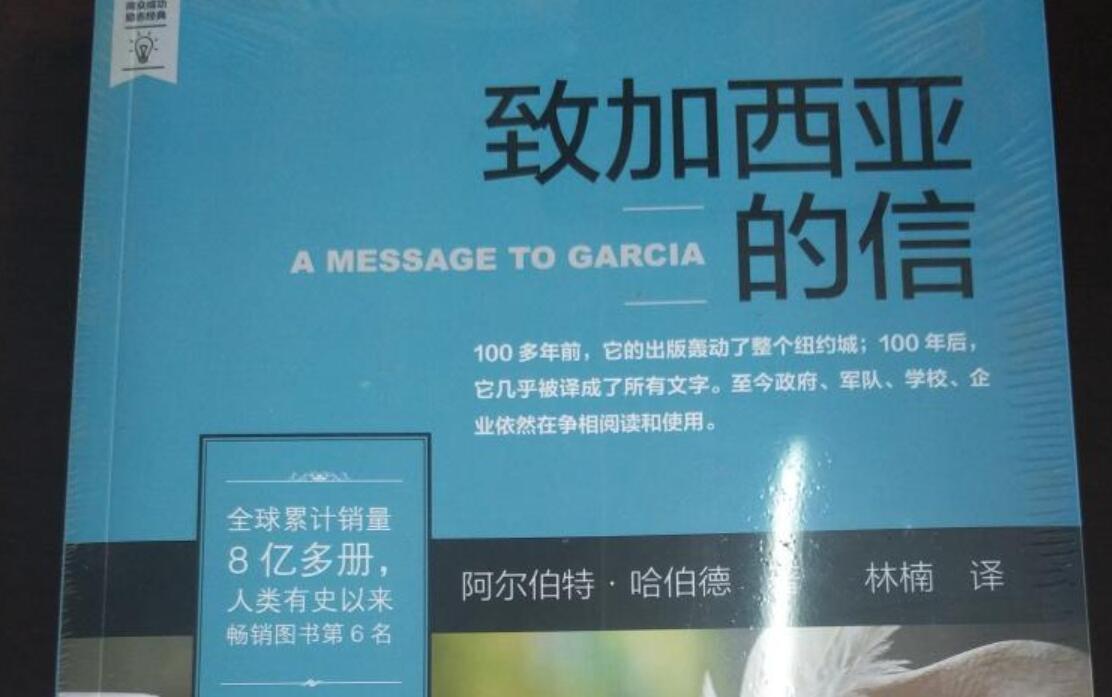 励志经典
致加西亚
的信
A MESSAGE TO GARCIA
100 多年前，它的出版轰动了整个纽约城；100 年后，
它几乎被译成了所有文字。至今政府、军队、学校、企
业依然在争相阅读和使用。
全球累计销量
8 亿多册，
人类有史以来
畅销图书第 6 名
阿尔伯特·哈伯德
林楠 译